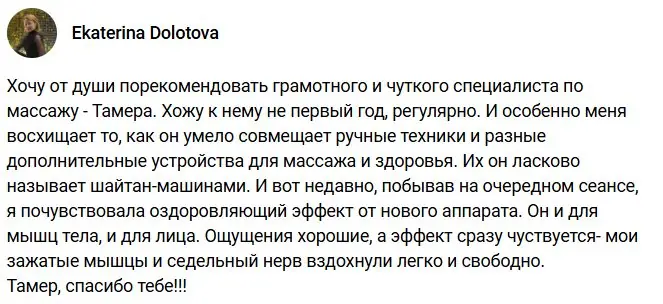 Ekaterina Dolotova
Хочу от души порекомендовать грамотного и чуткого специалиста по
массажу - Тамера. Хожу к нему не первый год, регулярно. И особенно меня
восхищает то, как он умело совмещает ручные техники и разные
дополнительные устройства для массажа и здоровья. Их он ласково
называет шайтан-машинами. И вот недавно, побывав на очередном сеансе,
я почувствовала оздоровляющий эффект от нового аппарата. Он и для
мышц тела, и для лица. Ощущения хорошие, а эффект сразу чуствуется- мои
зажатые мышцы и седельный нерв вздохнули легко и свободно.
Тамер, спасибо тебе!!!